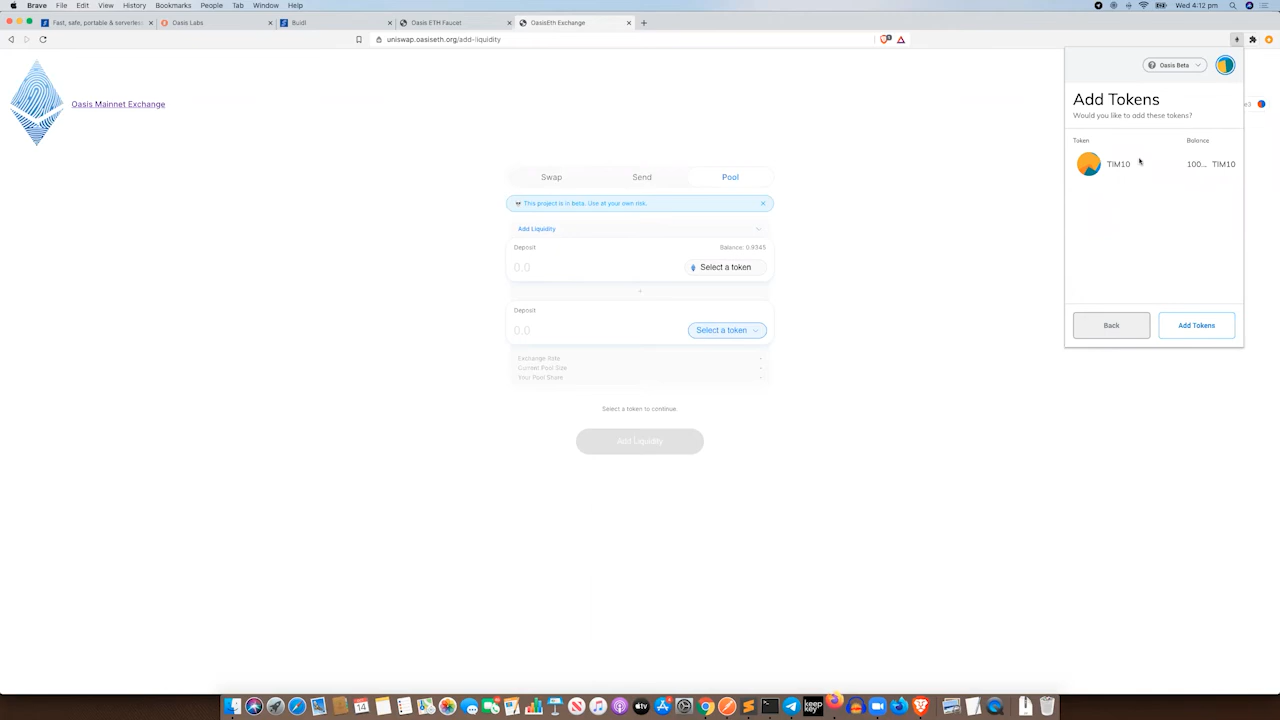 Brave File Edit View History Bookmarks People Tab Window Help Wed 4:12 pm
Fast, safe, portable & serverless Oasis Labs Buidl Oasis ETH Faucet OasisEth Exchange
uniswap.oasiseth.org/add-liquidity
Oasis Beta
Oasis Mainnet Exchange
Add Tokens
Would you like to add these tokens?
Token Balance
TIM10 100... TIM10
Back Add Tokens
Swap Send Pool
This project is in beta. Use at your own risk.
Add Liquidity
Deposit Balance: 0.9345
0.0 Select a token
+
Deposit
0.0 Select a token
Exchange Rate -
Current Pool Size -
Your Pool Share -
Select a token to continue
Add Liquidity
keep key